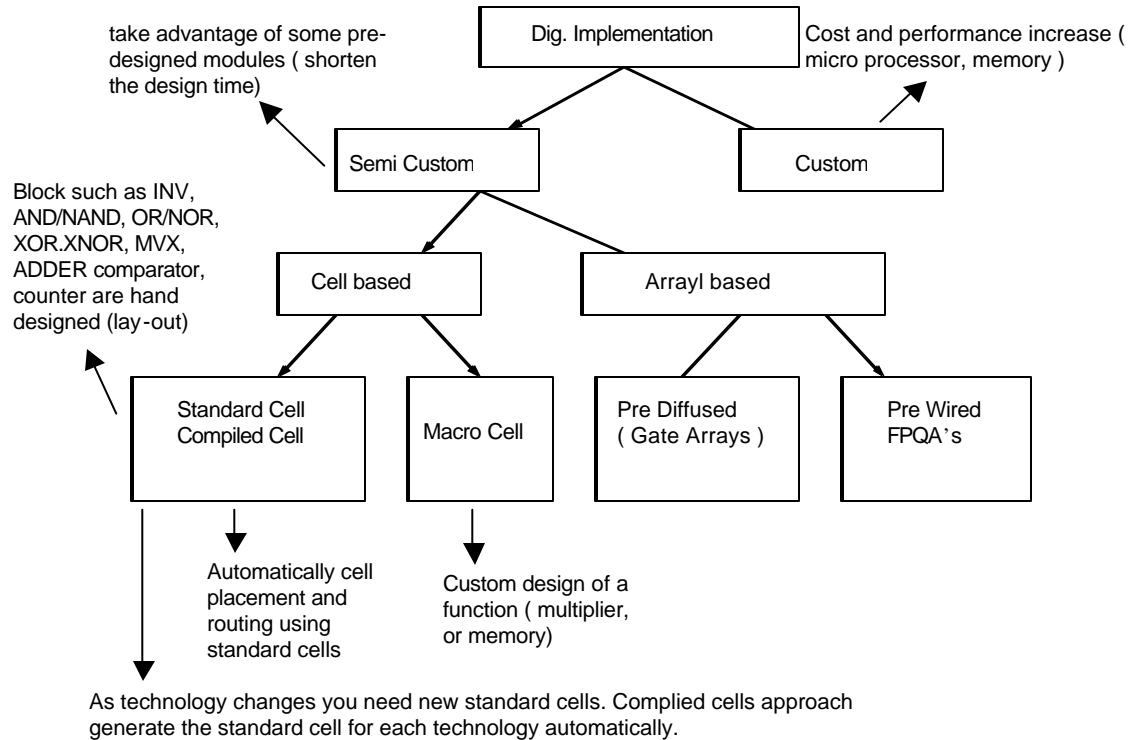 take advantage of some pre-
designed modules ( shorten
the design time)
Dig. Implementation
Cost and performance increase (
micro processor, memory )
Semi Custom
Custom
Block such as INV,
AND/NAND, OR/NOR,
XOR.XNOR, MVX,
ADDER comparator,
counter are hand
designed (lay-out)
Cell based
Arrayl based
Standard Cell
Compiled Cell
Macro Cell
Pre Diffused
( Gate Arrays )
Pre Wired
FPQA's
Automatically cell
placement and
routing using
standard cells
Custom design of a
function ( multiplier,
or memory)
As technology changes you need new standard cells. Complied cells approach
generate the standard cell for each technology automatically.